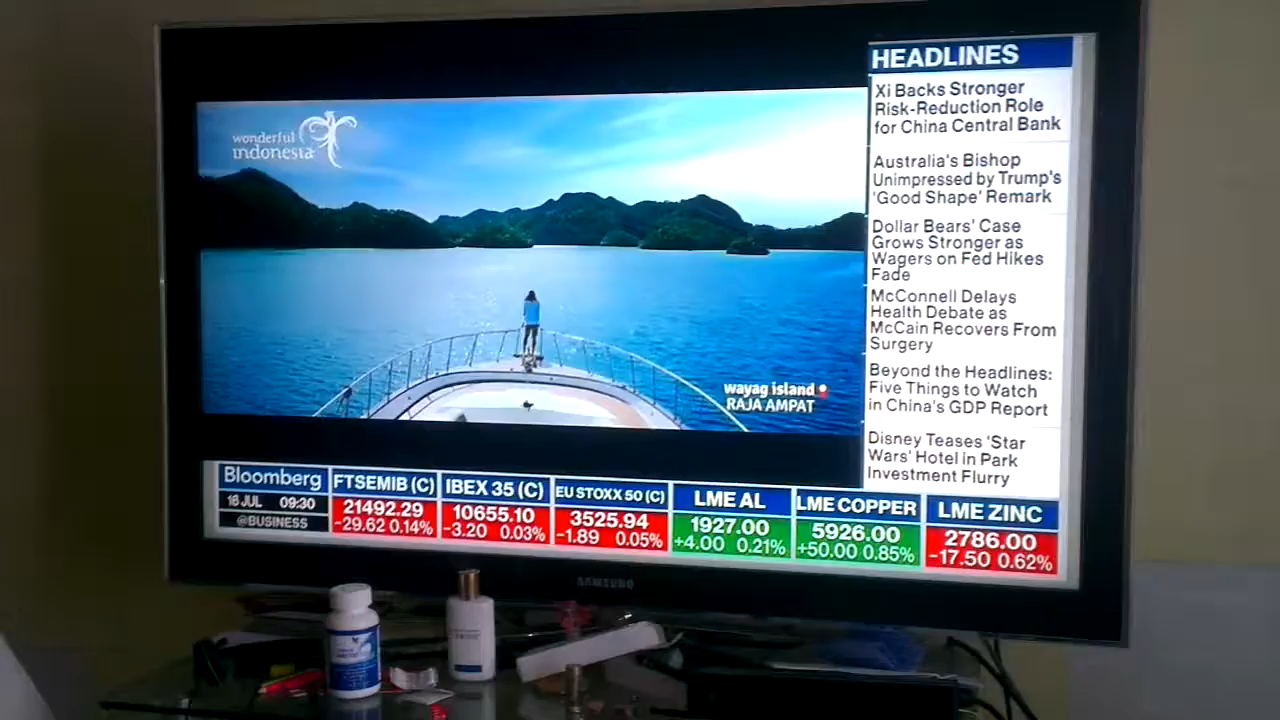 HEADLINES
Xi Backs Stronger
Risk-Reduction Role
for China Central Bank
Australia's Bishop
Unimpressed by Trump's
'Good Shape' Remark
Dollar Bears' Case
Grows Stronger as
Wagers on Fed Hikes
Fade
McConnell Delays
Health Debate as
McCain Recovers From
Surgery
Beyond the Headlines:
Five Things to Watch
in China's GDP Report
Disney Teases 'Star
Wars' Hotel in Park
Investment Flurry
wonderful
indonesia
wayag island
RAJA AMPAT
Bloomberg
16 JUL 09:30
@BUSINESS
FTSEMIB (C)
21492.29
-29.62 0.14%
IBEX 35 (C)
10655.10
-3.20 0.03%
EU STOXX 50 (C)
3525.94
-1.89 0.05%
LME AL
1927.00
+4.00 0.21%
LME COPPER
5926.00
+50.00 0.85%
LME ZINC
2786.00
-17.50 0.62%
SAMSUNG